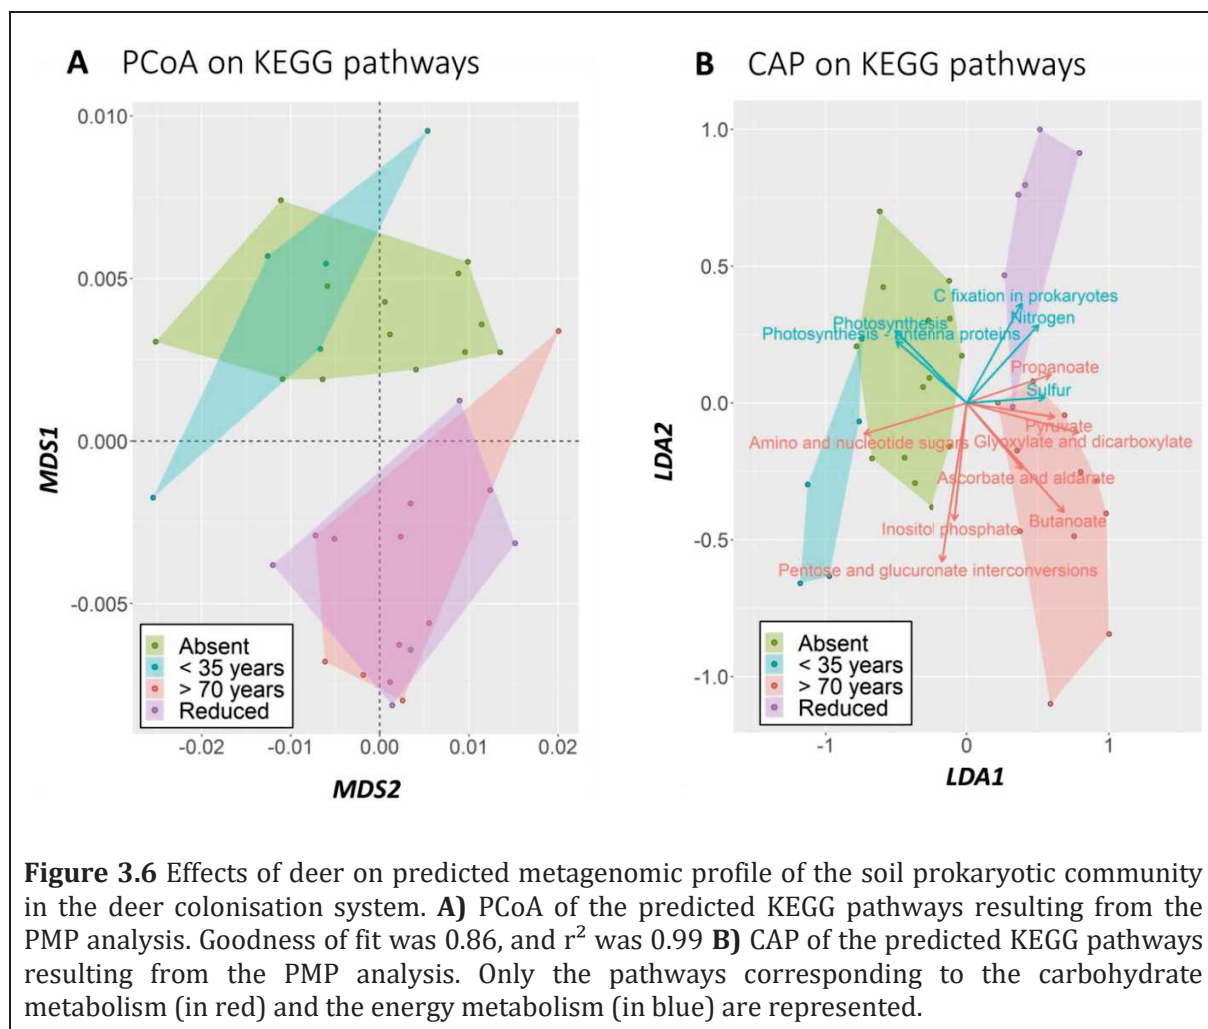 A PCoA on KEGG pathways
0.010
0.005
0.000
-0.005
MDS1
-0.02 -0.01 0.00 0.01 0.02
MDS2
Absent
< 35 years
> 70 years
Reduced
B CAP on KEGG pathways
1.0
0.5
0.0
-0.5
-1.0
LDA2
C fixation in prokaryotes
Nitrogen
Photosynthesis
Photosynthesis - antenna proteins
Propanoate
Sulfur
Pyruvate
Amino and nucleotide sugars
Glyoxylate and dicarboxylate
Ascorbate and aldarate
Butanoate
Inositol phosphate
Pentose and glucuronate interconversions
Absent
< 35 years
> 70 years
Reduced
-1 0 1
LDA1
Figure 3.6 Effects of deer on predicted metagenomic profile of the soil prokaryotic community
in the deer colonisation system. A) PCoA of the predicted KEGG pathways resulting from the
PMP analysis. Goodness of fit was 0.86, and r² was 0.99 B) CAP of the predicted KEGG pathways
resulting from the PMP analysis. Only the pathways corresponding to the carbohydrate
metabolism (in red) and the energy metabolism (in blue) are represented.